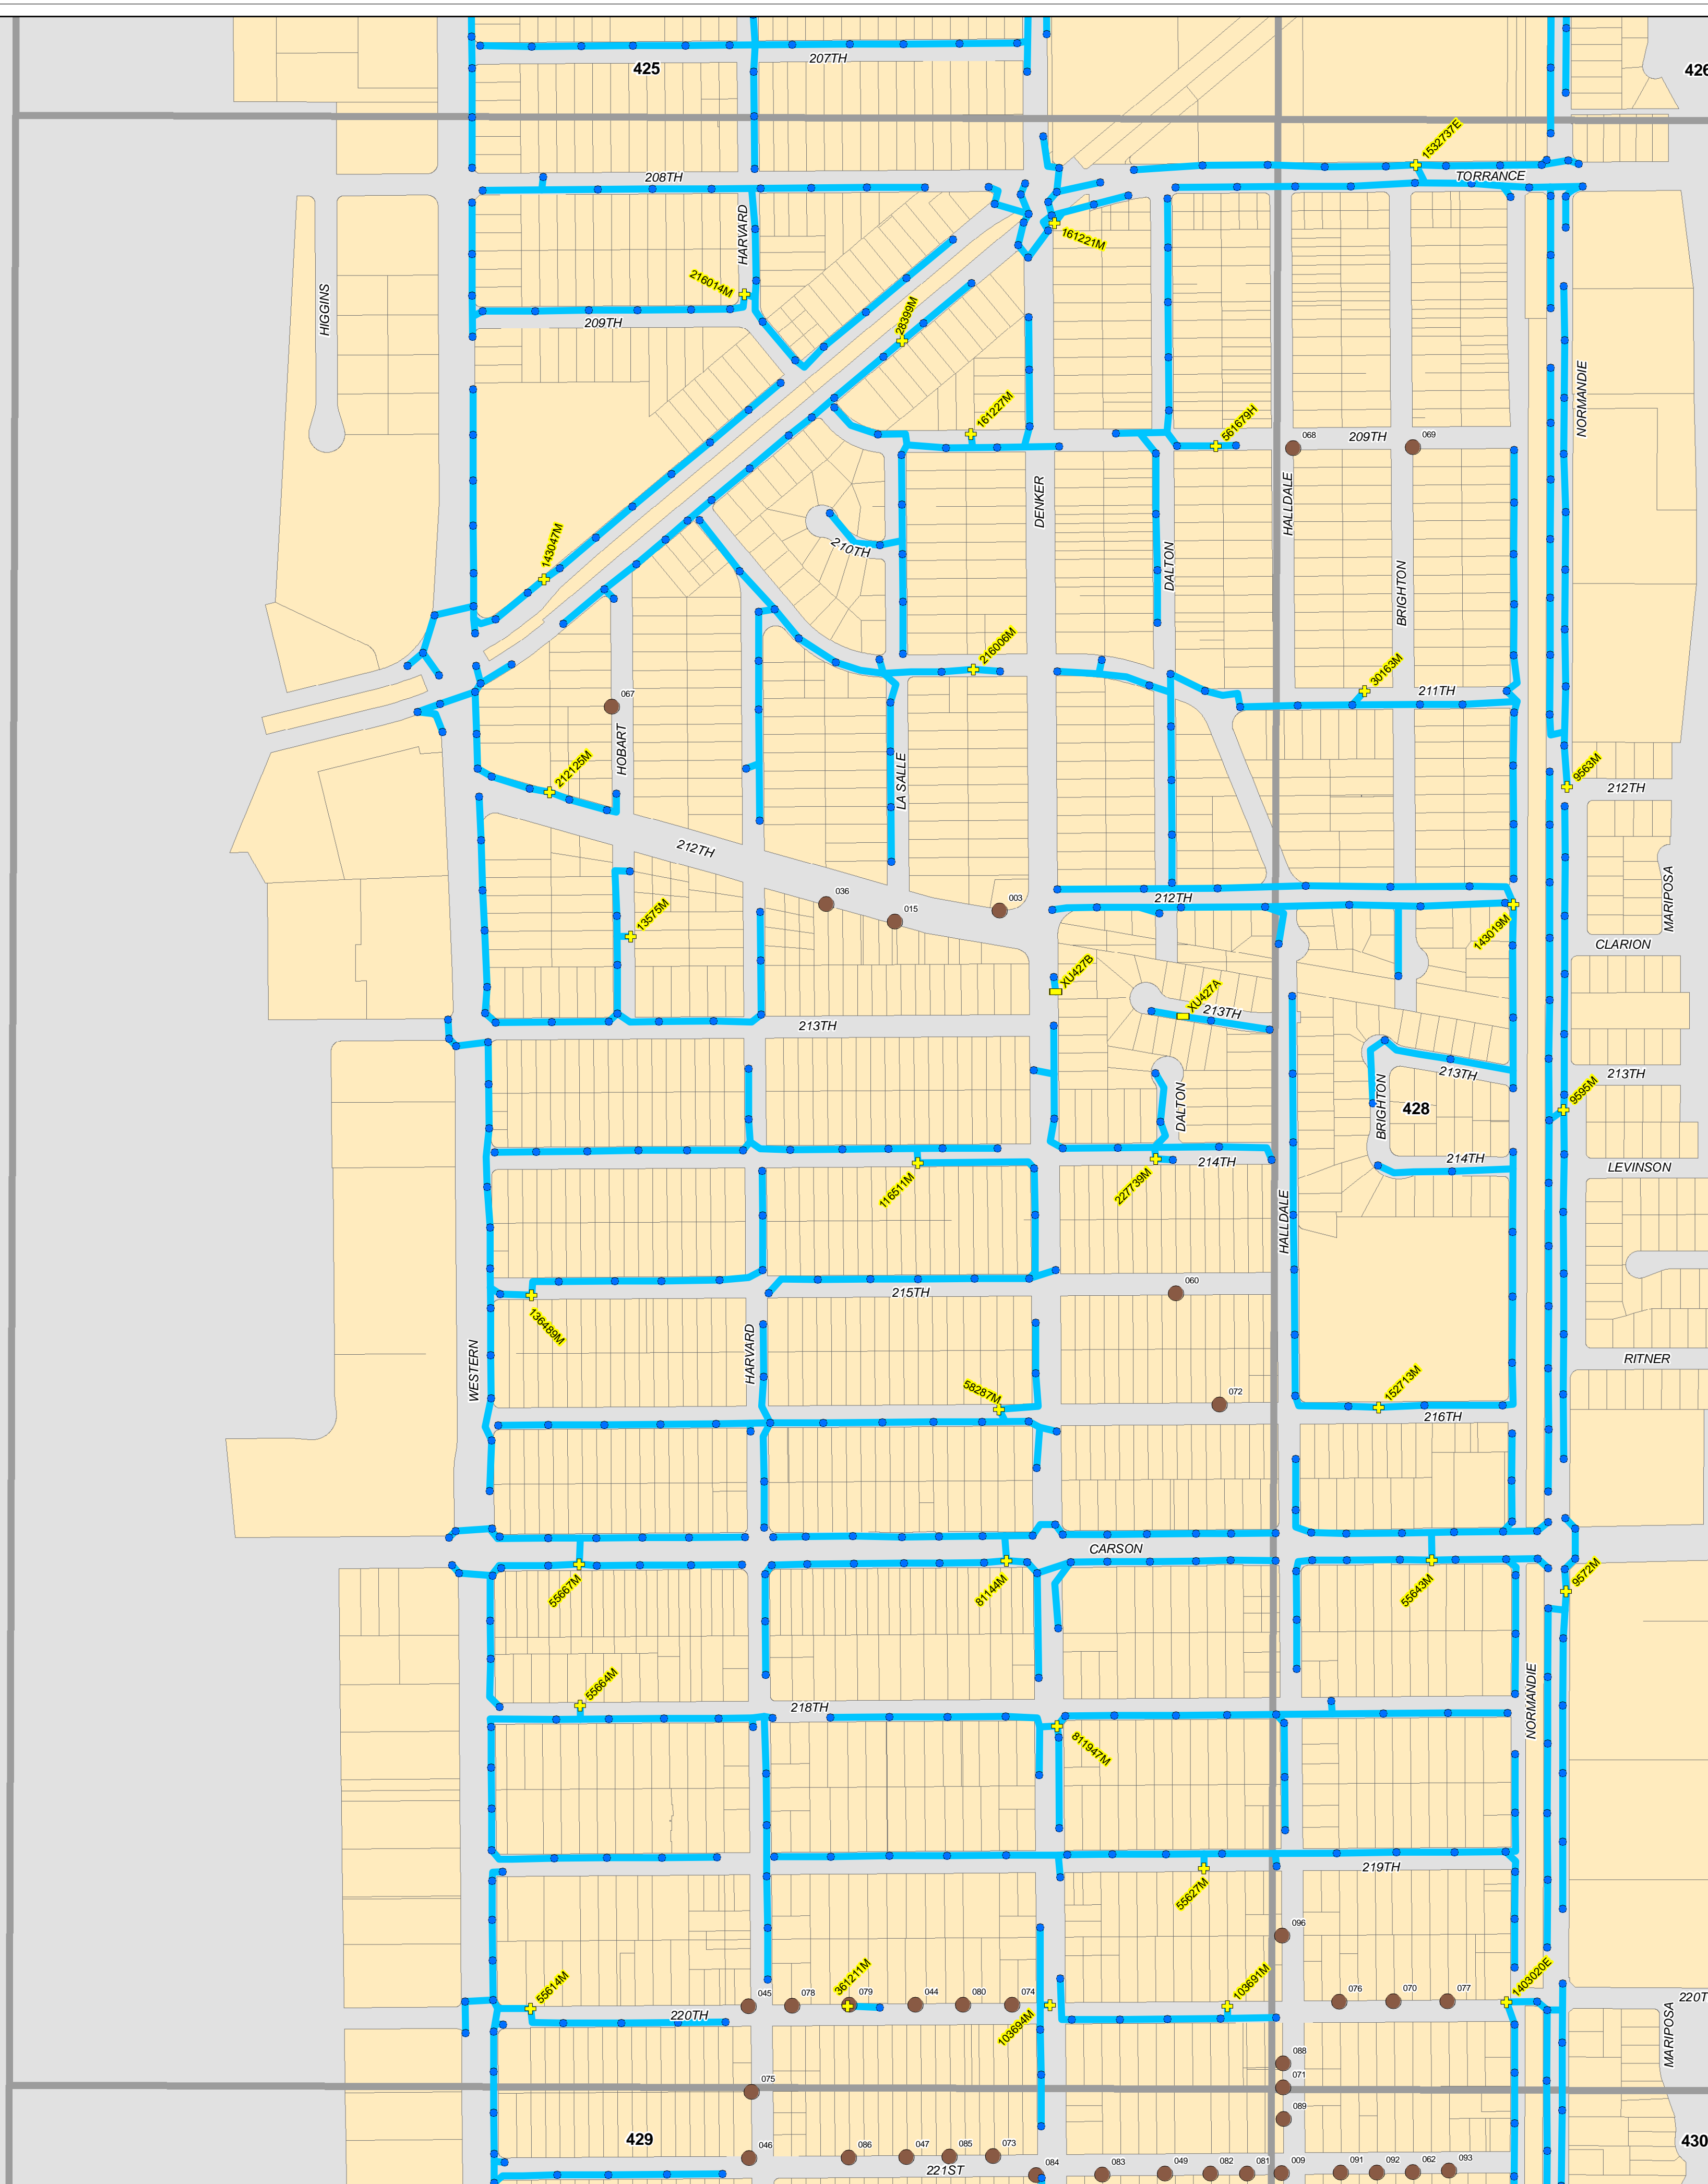 207TH
425
426
1532737E
208TH
TORRANCE
HARVARD
161221M
216014M
HIGGINS
28399M
209TH
NORMANDIE
161227M
561679H
068
209TH
069
DENKER
HALLDALE
143047M
210TH
DALTON
BRIGHTON
216006M
30163M
211TH
067
HOBART
212125M
LA SALLE
9563M
212TH
212TH
036
015
003
212TH
13575M
143019M
MARIPOSA
CLARION
XU427B
XU427A
213TH
213TH
213TH
213TH
9595M
DALTON
BRIGHTON
428
214TH
214TH
LEVINSON
116511M
227739M
HALLDALE
215TH
060
136489M
WESTERN
HARVARD
RITNER
58287M
072
152713M
216TH
CARSON
55667M
81144M
55643M
9572M
55664M
218TH
NORMANDIE
811947M
219TH
55627M
096
55614M
361211M
103691M
1403020E
045
078
079
044
080
074
076
070
077
220TH
220T
103694M
MARIPOSA
088
071
075
089
429
430
046
086
047
085
073
221ST
084
083
049
082
081
009
091
092
062
093